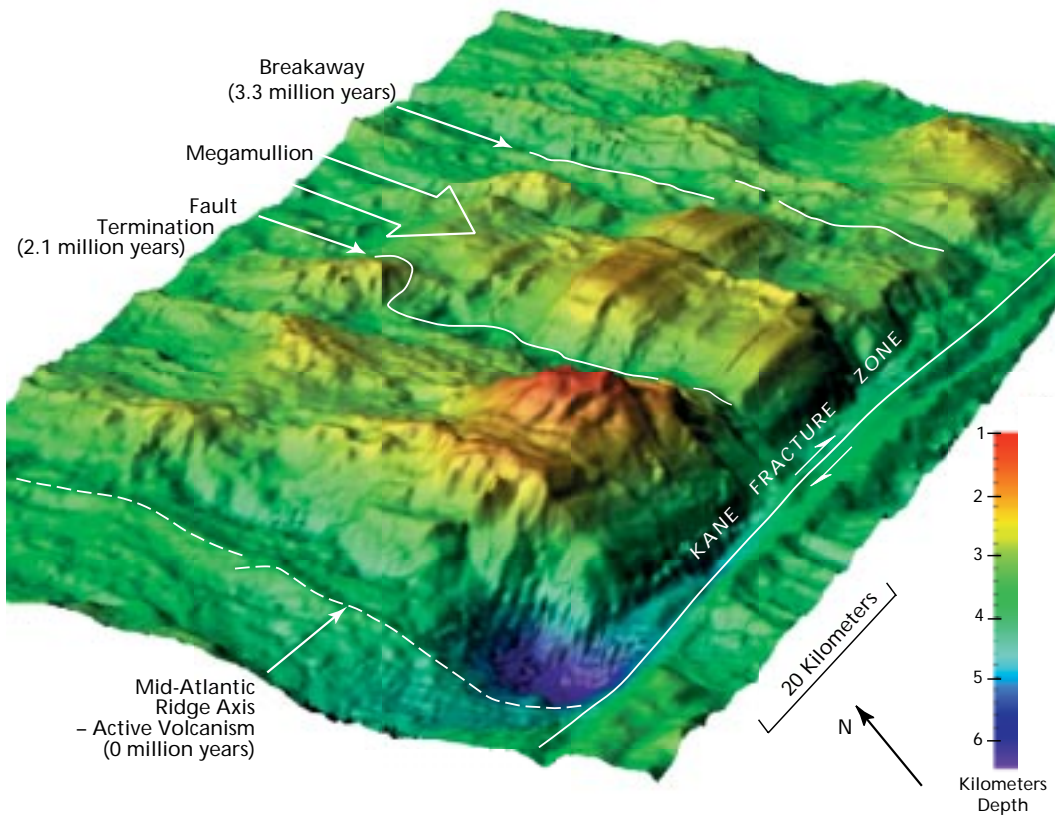 Breakaway
(3.3 million years)
Megamullion
Fault
Termination
(2.1 million years)
KANE FRACTURE ZONE
1
2
3
4
5
6
20 Kilometers
N
Kilometers
Depth
Mid-Atlantic
Ridge Axis
– Active Volcanism
(0 million years)